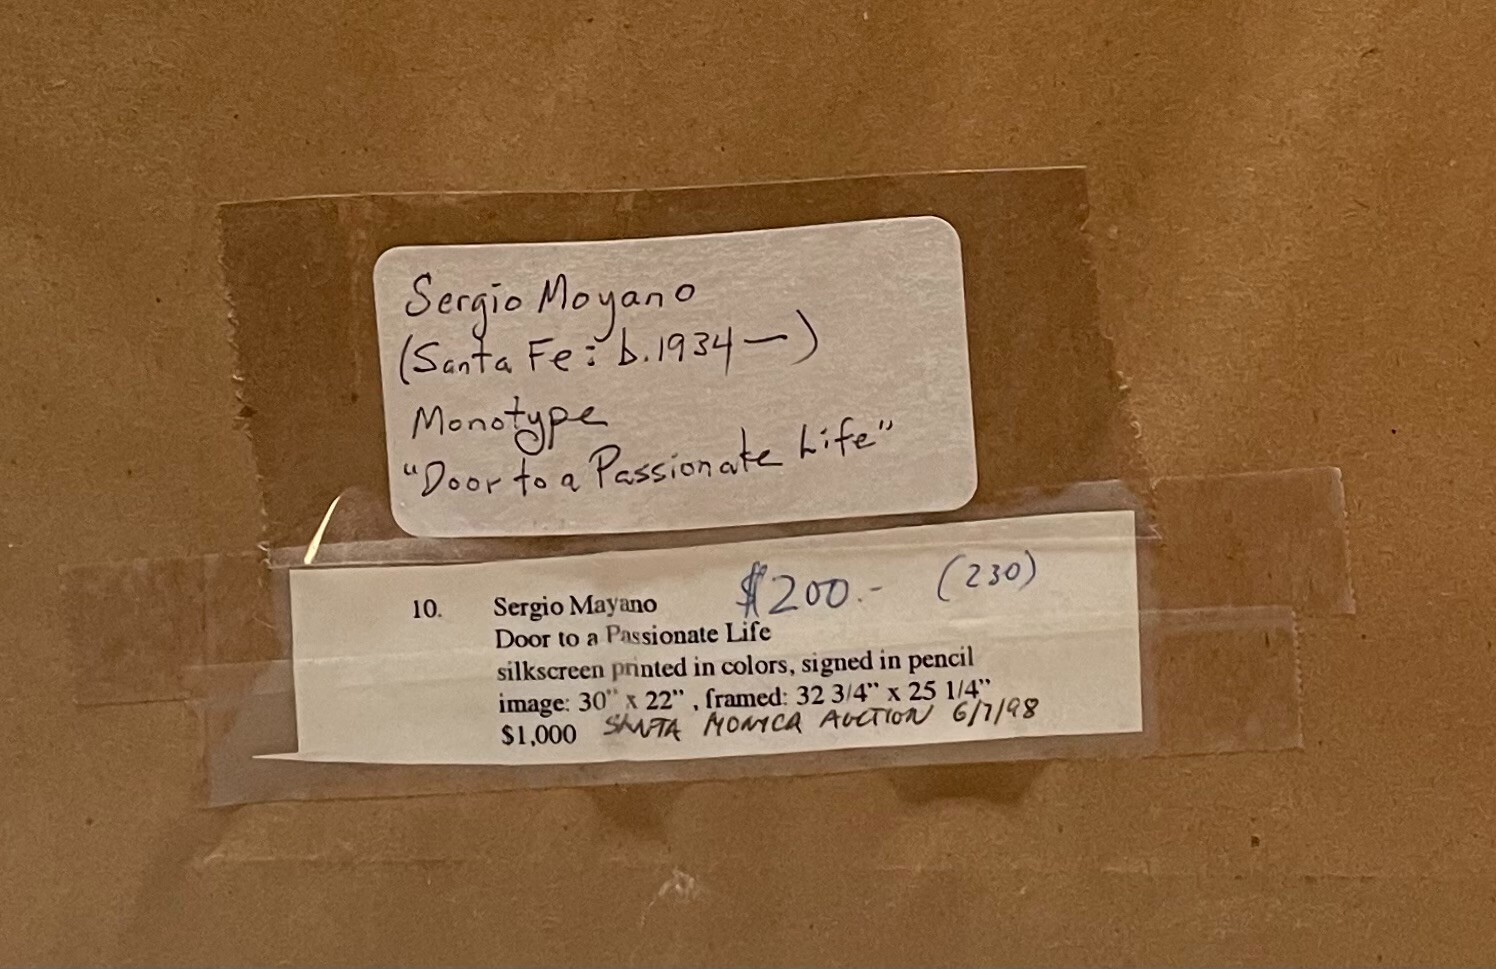 Sergio Moyano
(Santa Fe: b.1934—)
Monotype
"Door to a Passionate Life"
$200.- (230)
10. Sergio Mayano
Door to a Passionate Life
silkscreen printed in colors, signed in pencil
image: 30" x 22" , framed: 32 3/4" x 25 1/4"
$1,000 SANTA MONICA AUCTION 6/7/98